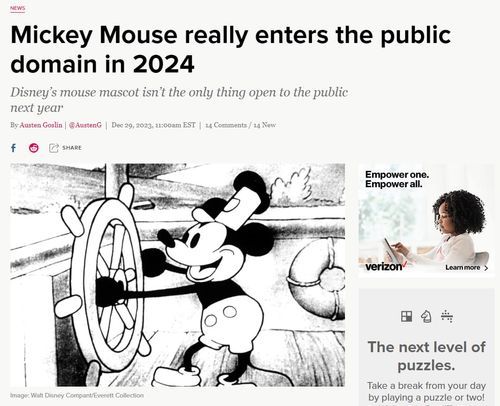 NEWS
Mickey Mouse really enters the public
domain in 2024
Disney's mouse mascot isn't the only thing open to the public
next year
By Austen Goslin | @AustenG | Dec 29, 2023, 11:00am EST | 14 Comments / 14 New
SHARE
Empower one.
Empower all.
verizon
Learn more >
The next level of
puzzles.
Take a break from your day
by playing a puzzle or two!
Image: Walt Disney Compant/Everett Collection